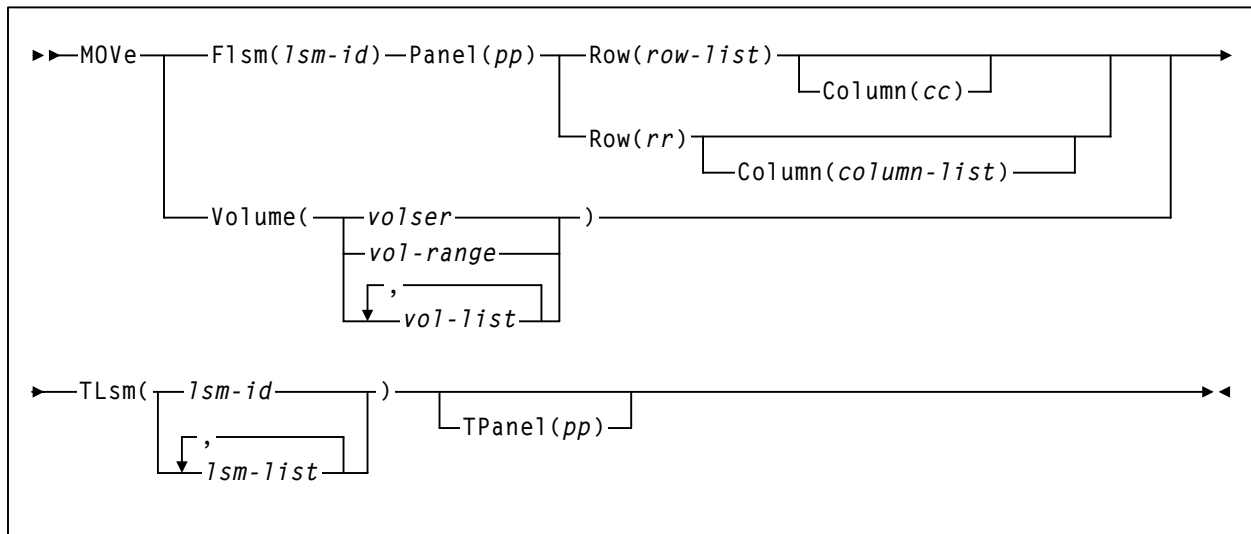 MOVe Flsm(lsm-id) Panel(pp) Row(row-list)
Column(cc)
Row(rr)
Column(column-list)
Volume( volser )
vol-range
,
vol-list
TLsm( lsm-id )
TPanel(pp)
,
lsm-list